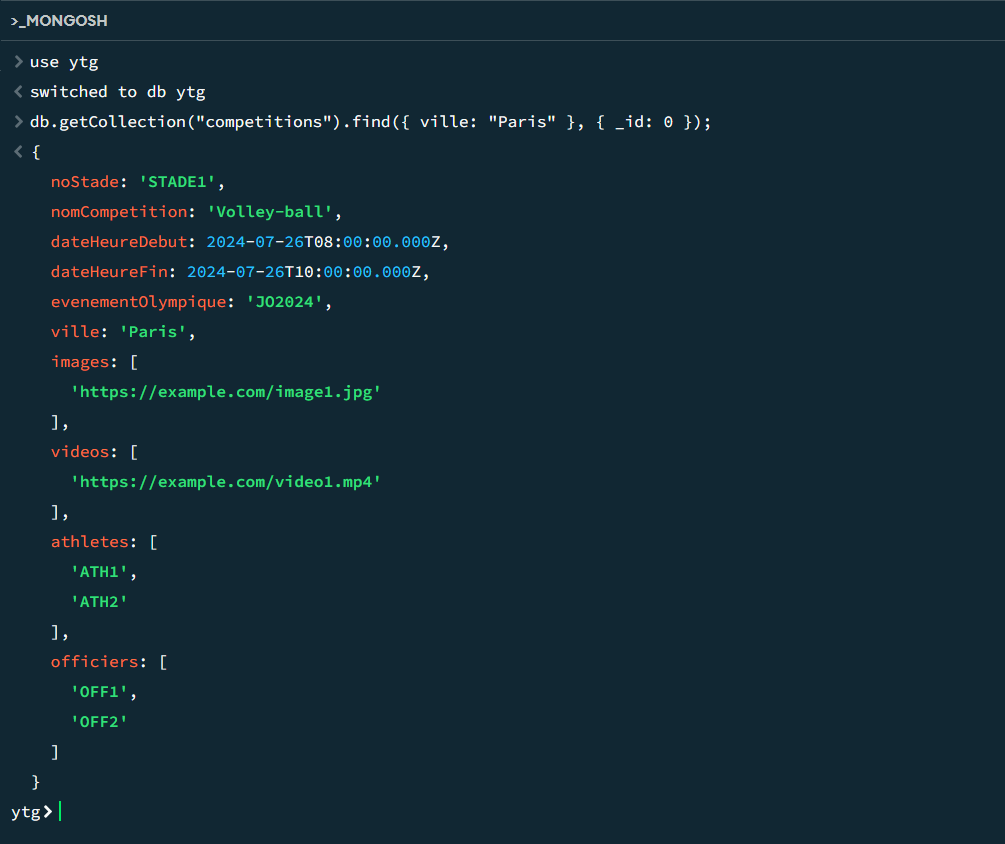 >_MONGOSH
> use ytg
< switched to db ytg
> db.getCollection("competitions").find({ ville: "Paris" }, { _id: 0 });
< {
noStade: 'STADE1',
nomCompetition: 'Volley-ball',
dateHeureDebut: 2024-07-26T08:00:00.000Z,
dateHeureFin: 2024-07-26T10:00:00.000Z,
evenementOlympique: 'JO2024',
ville: 'Paris',
images: [
'https://example.com/image1.jpg'
],
videos: [
'https://example.com/video1.mp4'
],
athletes: [
'ATH1',
'ATH2'
],
officiers: [
'OFF1',
'OFF2'
]
}
ytg>